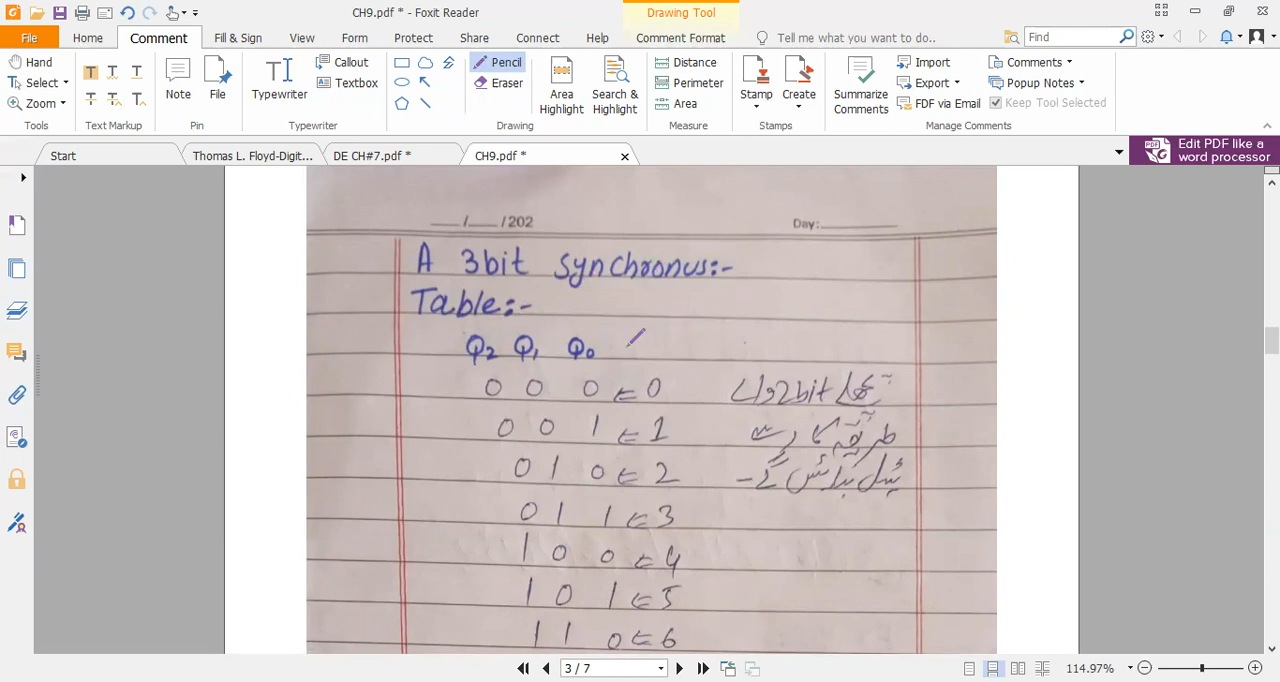 CH9.pdf * - Foxit Reader
Drawing Tool
File Home Comment Fill & Sign View Form Protect Share Connect Help Comment Format Tell me what you want to do.. Find
Hand
Select
Zoom
Tools
T T T
T T T
Text Markup
Note File
Pin
Typewriter
Callout
Textbox
Typewriter
Pencil
Eraser
Area Highlight
Search & Highlight
Drawing
Distance
Perimeter
Area
Measure
Stamp Create
Stamps
Summarize Comments
Import
Export
FDF via Email
Comments
Popup Notes
Keep Tool Selected
Manage Comments
Start Thomas L. Floyd-Digit... DE CH#7.pdf * CH9.pdf *
Edit PDF like a
word processor
__/__/202 Day:
A 3bit Synchronus:-
Table:-
Q2 Q1 Q0
0 0 0 ← 0
0 0 1 ← 1
0 1 0 ← 2
0 1 1 ← 3
1 0 0 ← 4
1 0 1 ← 5
1 1 0 ← 6
2bit
طریقہ کار سے
3 / 7 114.97%